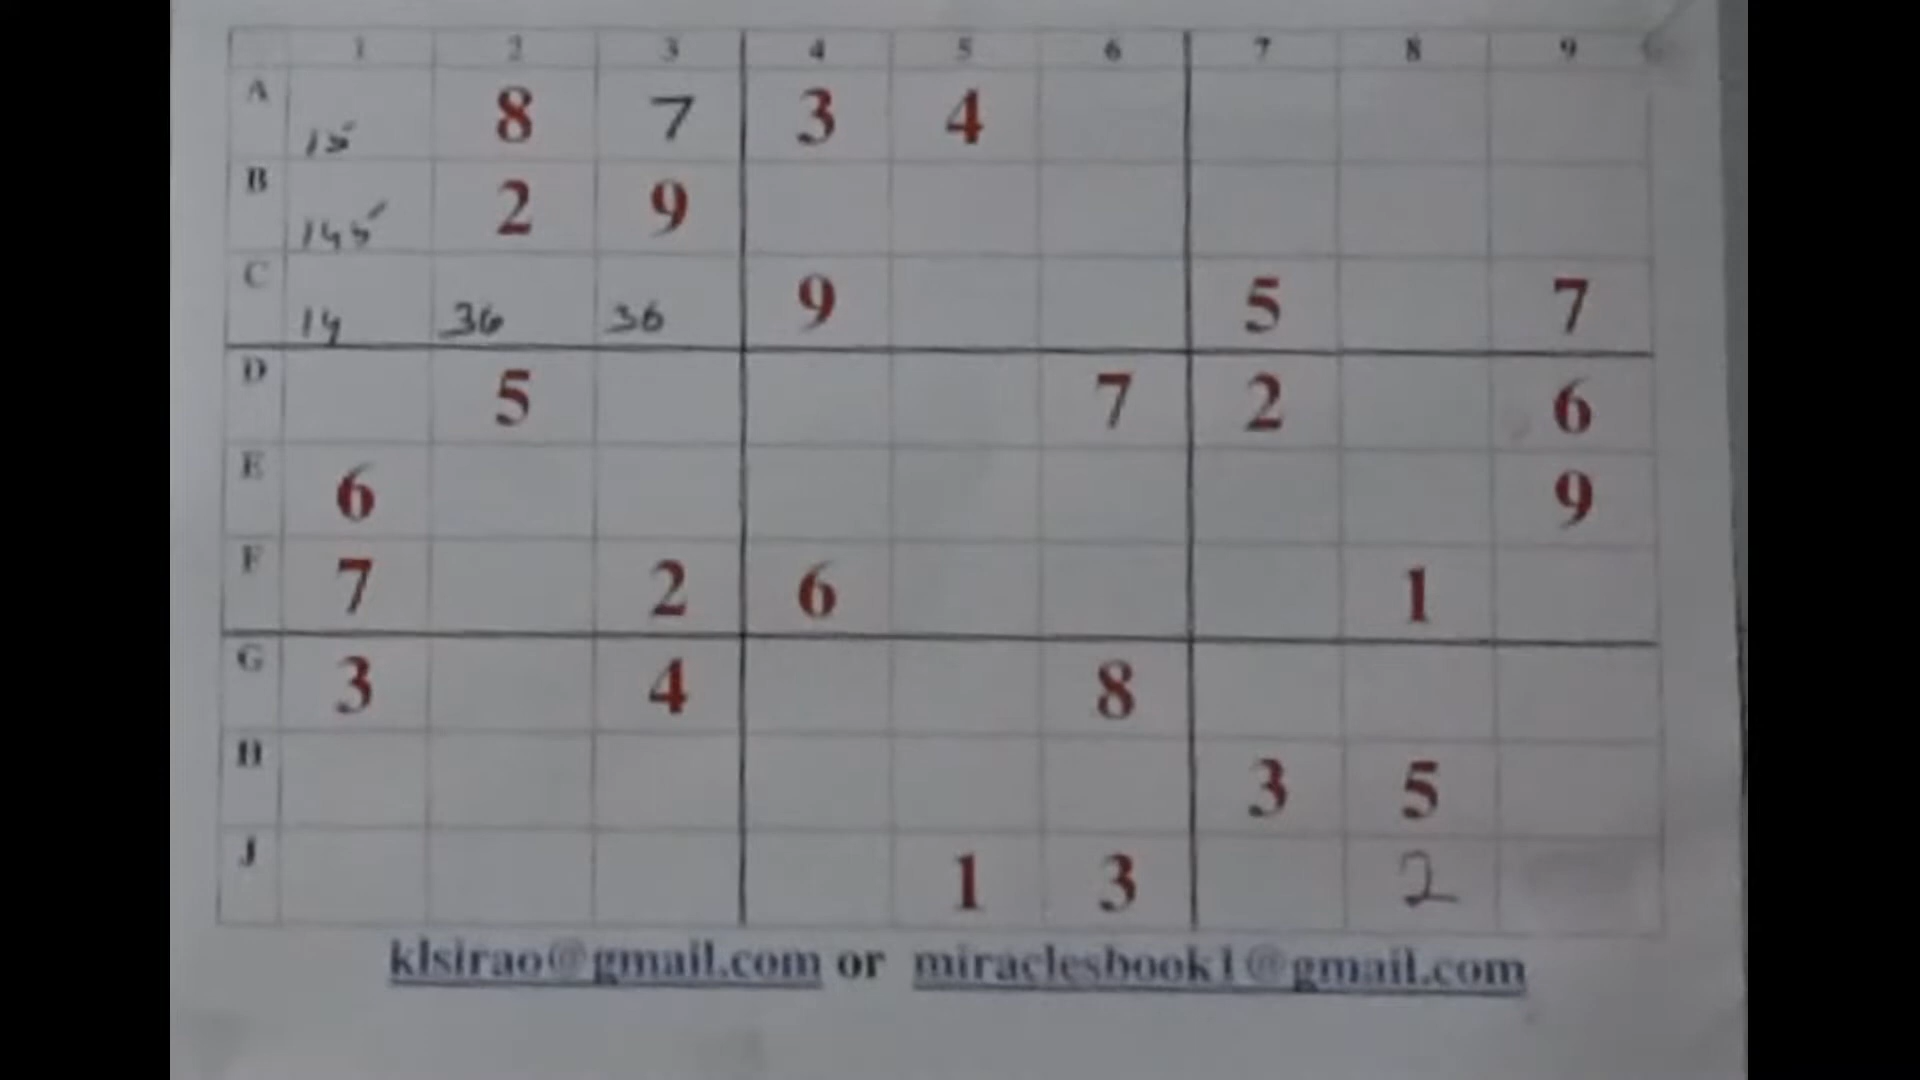 1 2 3 4 5 6 7 8 9
A 15 8 7 3 4
B 145 2 9
C 14 36 36 9 5 7
D 5 7 2 6
E 6 9
F 7 2 6 1
G 3 4 8
H 3 5
J 1 3 2
klsirao@gmail.com or miraclesbook1@gmail.com